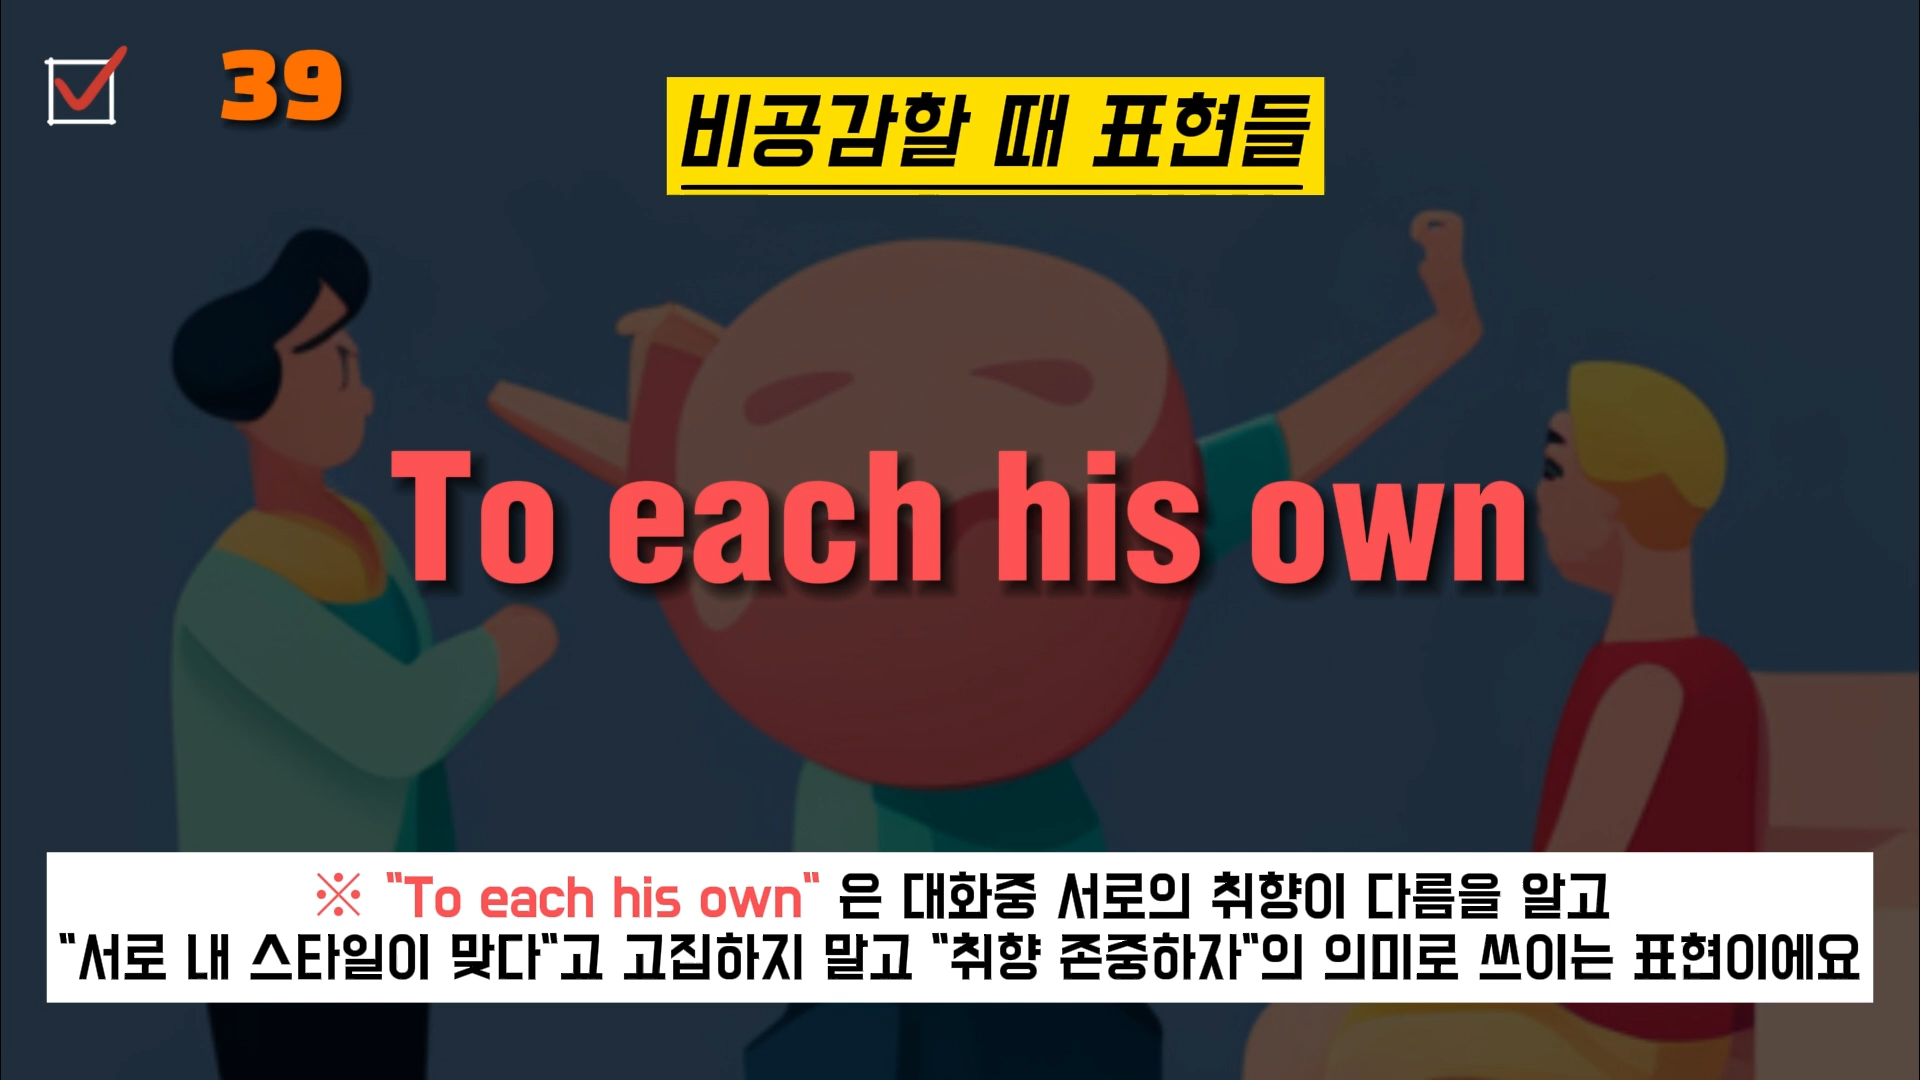 39
비공감할 때 표현들
To each his own
※ "To each his own" 은 대화중 서로의 취향이 다름을 알고
"서로 내 스타일이 맞다"고 고집하지 말고 "취향 존중하자"의 의미로 쓰이는 표현이에요